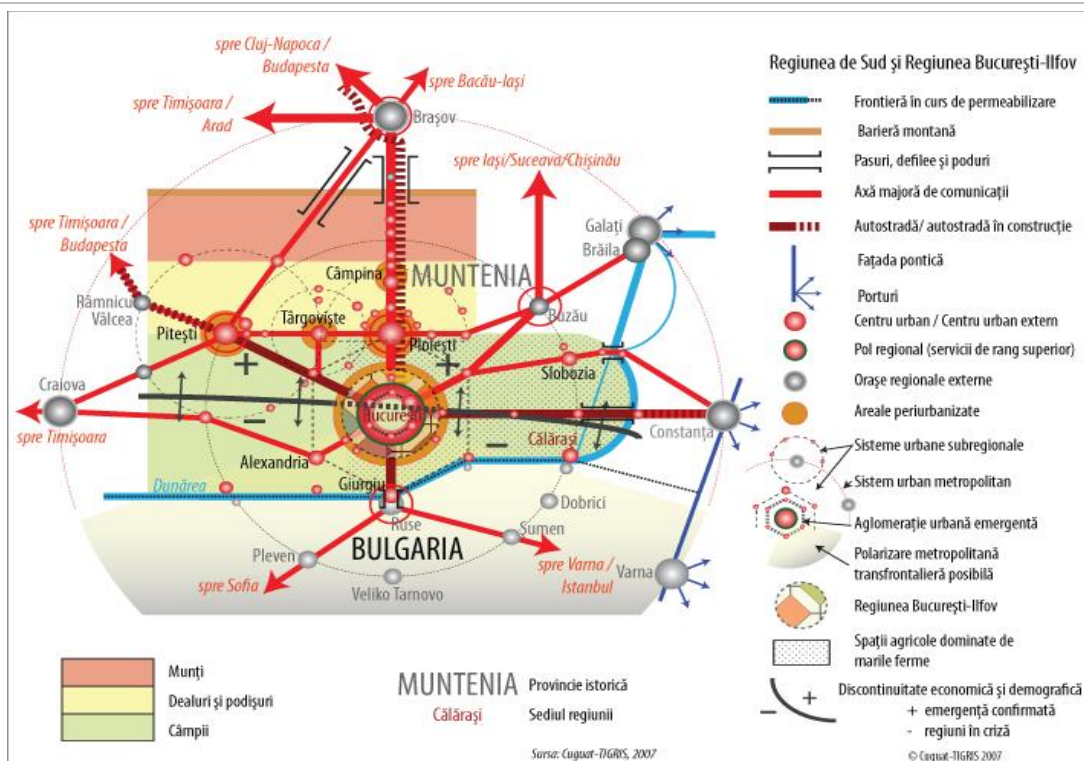 spre Cluj-Napoca /
Budapesta
spre Bacău-Iași
spre Timișoara /
Arad
Brașov
spre Iași/Suceava/Chișinău
spre Timișoara /
Budapesta
Galați
Brăila
Câmpina
MUNTENIA
Râmnicu
Vâlcea
Târgoviște
Buzău
Pitești
Ploiești
+
+
Slobozia
Craiova
București
+
Constanța
spre Timișoara
-
-
Călărași
Alexandria
Giurgiu
Dunărea
Dobrici
Ruse
Șumen
BULGARIA
Pleven
spre Varna /
Istanbul
Varna
spre Sofia
Veliko Tarnovo
Regiunea de Sud și Regiunea București-Ilfov
Frontieră în curs de permeabilizare
Barieră montană
Pasuri, defilee și poduri
Axă majoră de comunicații
Autostradă/ autostradă în construcție
Fațada pontică
Porturi
Centru urban / Centru urban extern
Pol regional (servicii de rang superior)
Orașe regionale externe
Areale periurbanizate
Sisteme urbane subregionale
Sistem urban metropolitan
Aglomerație urbană emergentă
Polarizare metropolitană
transfrontalieră posibilă
Regiunea București-Ilfov
Spații agricole dominate de
marile ferme
Discontinuitate economică și demografică
+ emergență confirmată
- regiuni în criză
- +
Munți
Dealuri și podișuri
Câmpii
MUNTENIA Provincie istorică
Călărași Sediul regiunii
Sursa: Cuguat-TIGRIS, 2007
© Cuguat-TIGRIS 2007